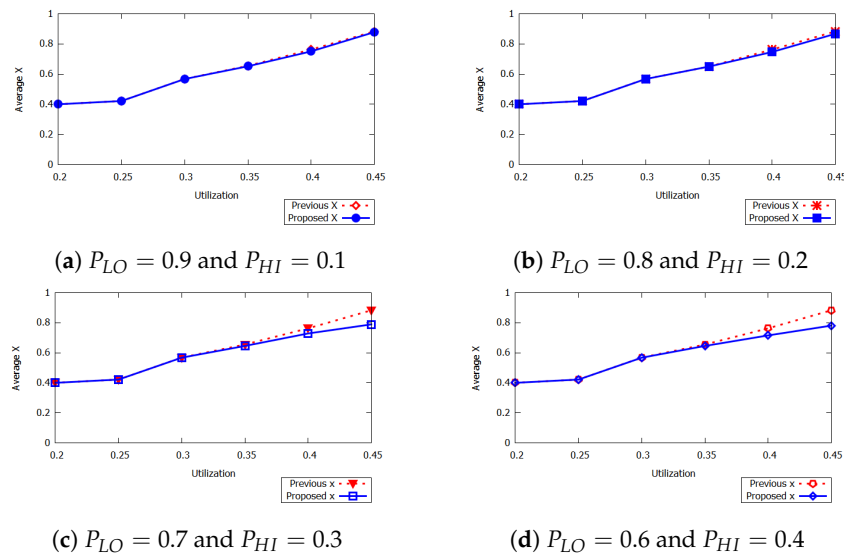 1
0.8
0.6
0.4
0.2
0
Average X
0.2 0.25 0.3 0.35 0.4 0.45
Utilization
Previous X
Proposed X
(a) P_LO = 0.9 and P_HI = 0.1
1
0.8
0.6
0.4
0.2
0
Average X
0.2 0.25 0.3 0.35 0.4 0.45
Utilization
Previous X
Proposed X
(b) P_LO = 0.8 and P_HI = 0.2
1
0.8
0.6
0.4
0.2
0
Average X
0.2 0.25 0.3 0.35 0.4 0.45
Utilization
Previous x
Proposed x
(c) P_LO = 0.7 and P_HI = 0.3
1
0.8
0.6
0.4
0.2
0
Average X
0.2 0.25 0.3 0.35 0.4 0.45
Utilization
Previous x
Proposed x
(d) P_LO = 0.6 and P_HI = 0.4